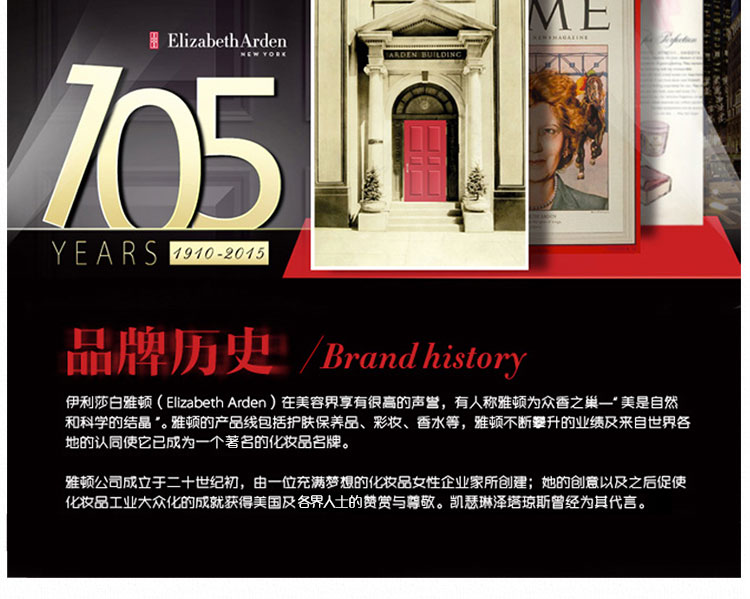 Elizabeth Arden
NEW YORK
105
YEARS 1910-2015
ARDEN BUILDING
IME
NEWSMAGAZINE
Perfection
品牌历史 / Brand history
伊利莎白雅顿（Elizabeth Arden）在美容界享有很高的声誉，有人称雅顿为众香之巢—“美是自然
和科学的结晶”。雅顿的产品线包括护肤保养品、彩妆、香水等，雅顿不断攀升的业绩及来自世界各
地的认同使它已成为一个著名的化妆品名牌。
雅顿公司成立于二十世纪初，由一位充满梦想的化妆品女性企业家所创建；她的创意以及之后促使
化妆品工业大众化的成就获得美国及各界人士的赞赏与尊敬。凯瑟琳泽塔琼斯曾经为其代言。